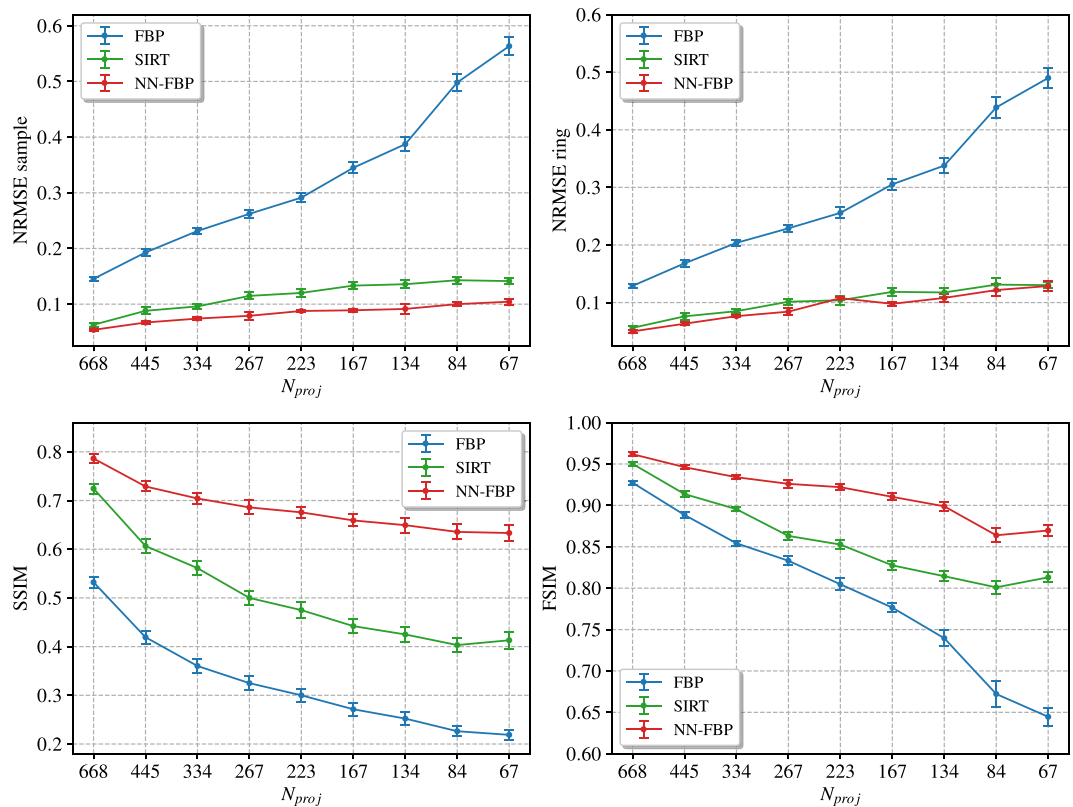 FBP
SIRT
NN-FBP
NRMSE sample
0.6
0.5
0.4
0.3
0.2
0.1
668 445 334 267 223 167 134 84 67
N_proj
FBP
SIRT
NN-FBP
NRMSE ring
0.6
0.5
0.4
0.3
0.2
0.1
668 445 334 267 223 167 134 84 67
N_proj
FBP
SIRT
NN-FBP
SSIM
0.8
0.7
0.6
0.5
0.4
0.3
0.2
668 445 334 267 223 167 134 84 67
N_proj
FSIM
1.00
0.95
0.90
0.85
0.80
0.75
0.70
0.65
0.60
FBP
SIRT
NN-FBP
668 445 334 267 223 167 134 84 67
N_proj